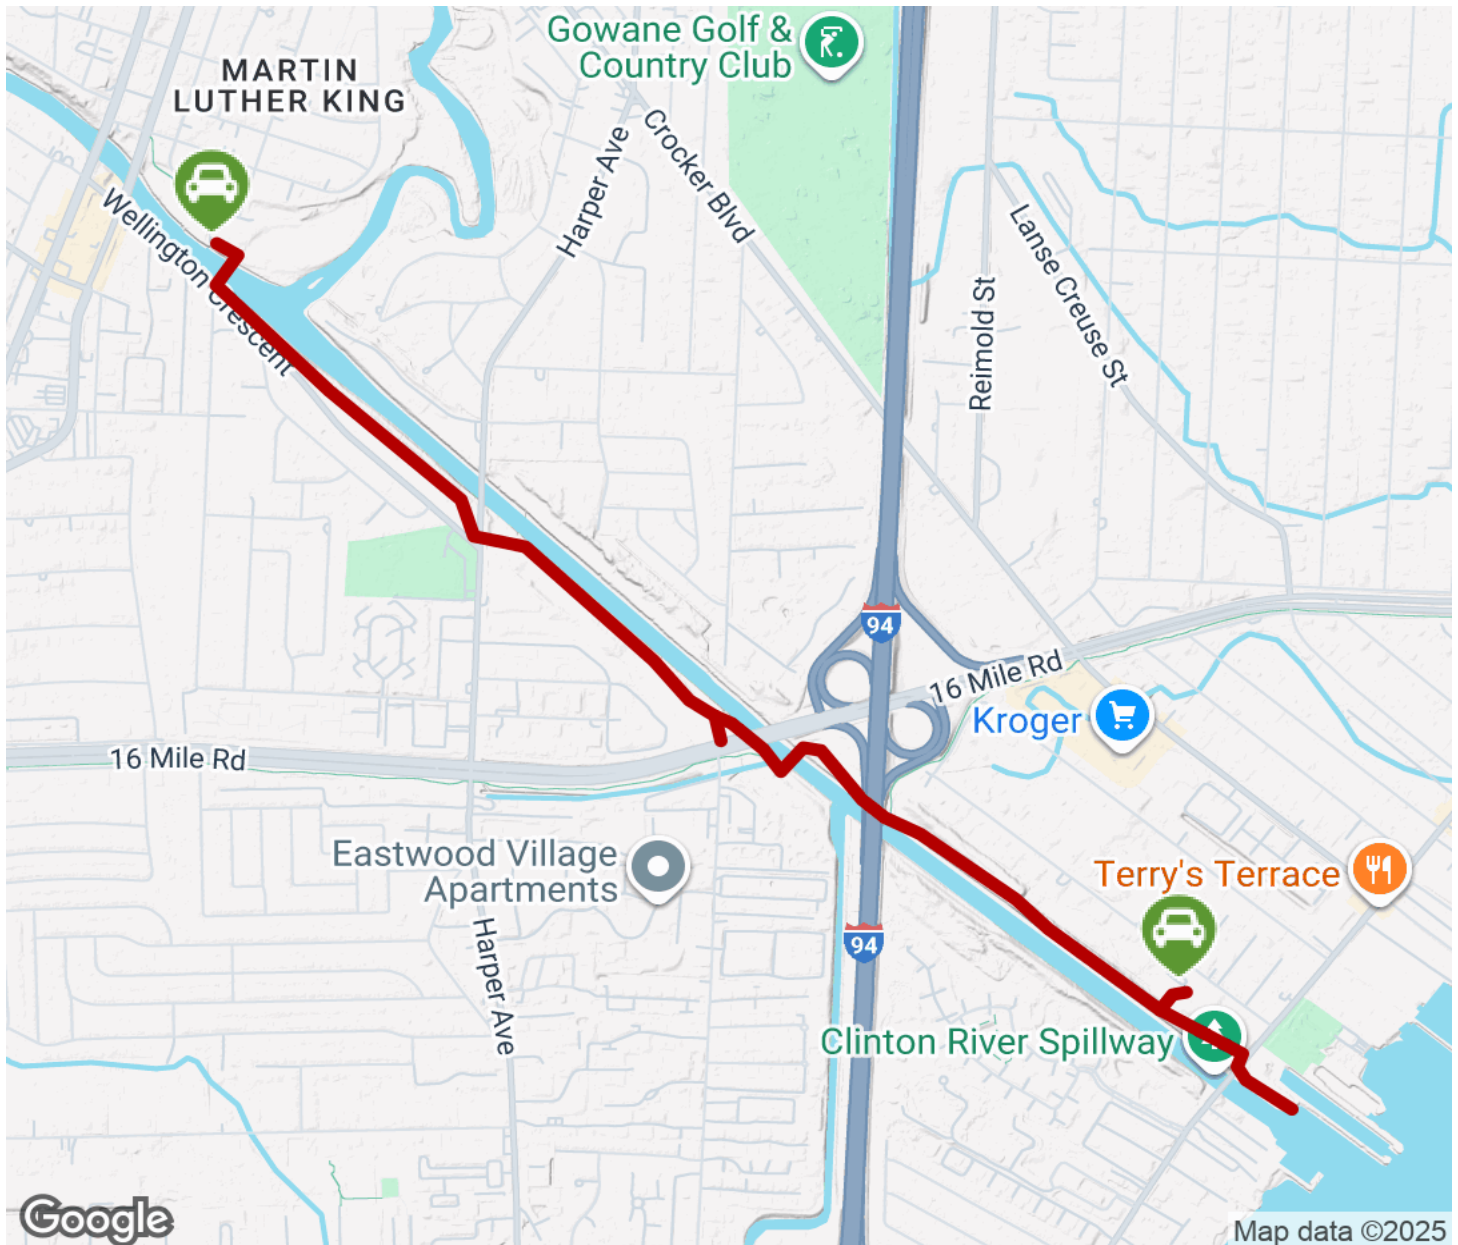 Gowane Golf &
Country Club
MARTIN
LUTHER KING
Crocker Blvd
Harper Ave
Wellington Crescent
Lanse Creuse St
Reimold St
94
16 Mile Rd
Kroger
16 Mile Rd
Eastwood Village
Apartments
Terry's Terrace
94
Harper Ave
Clinton River Spillway
Google
Map data ©2025